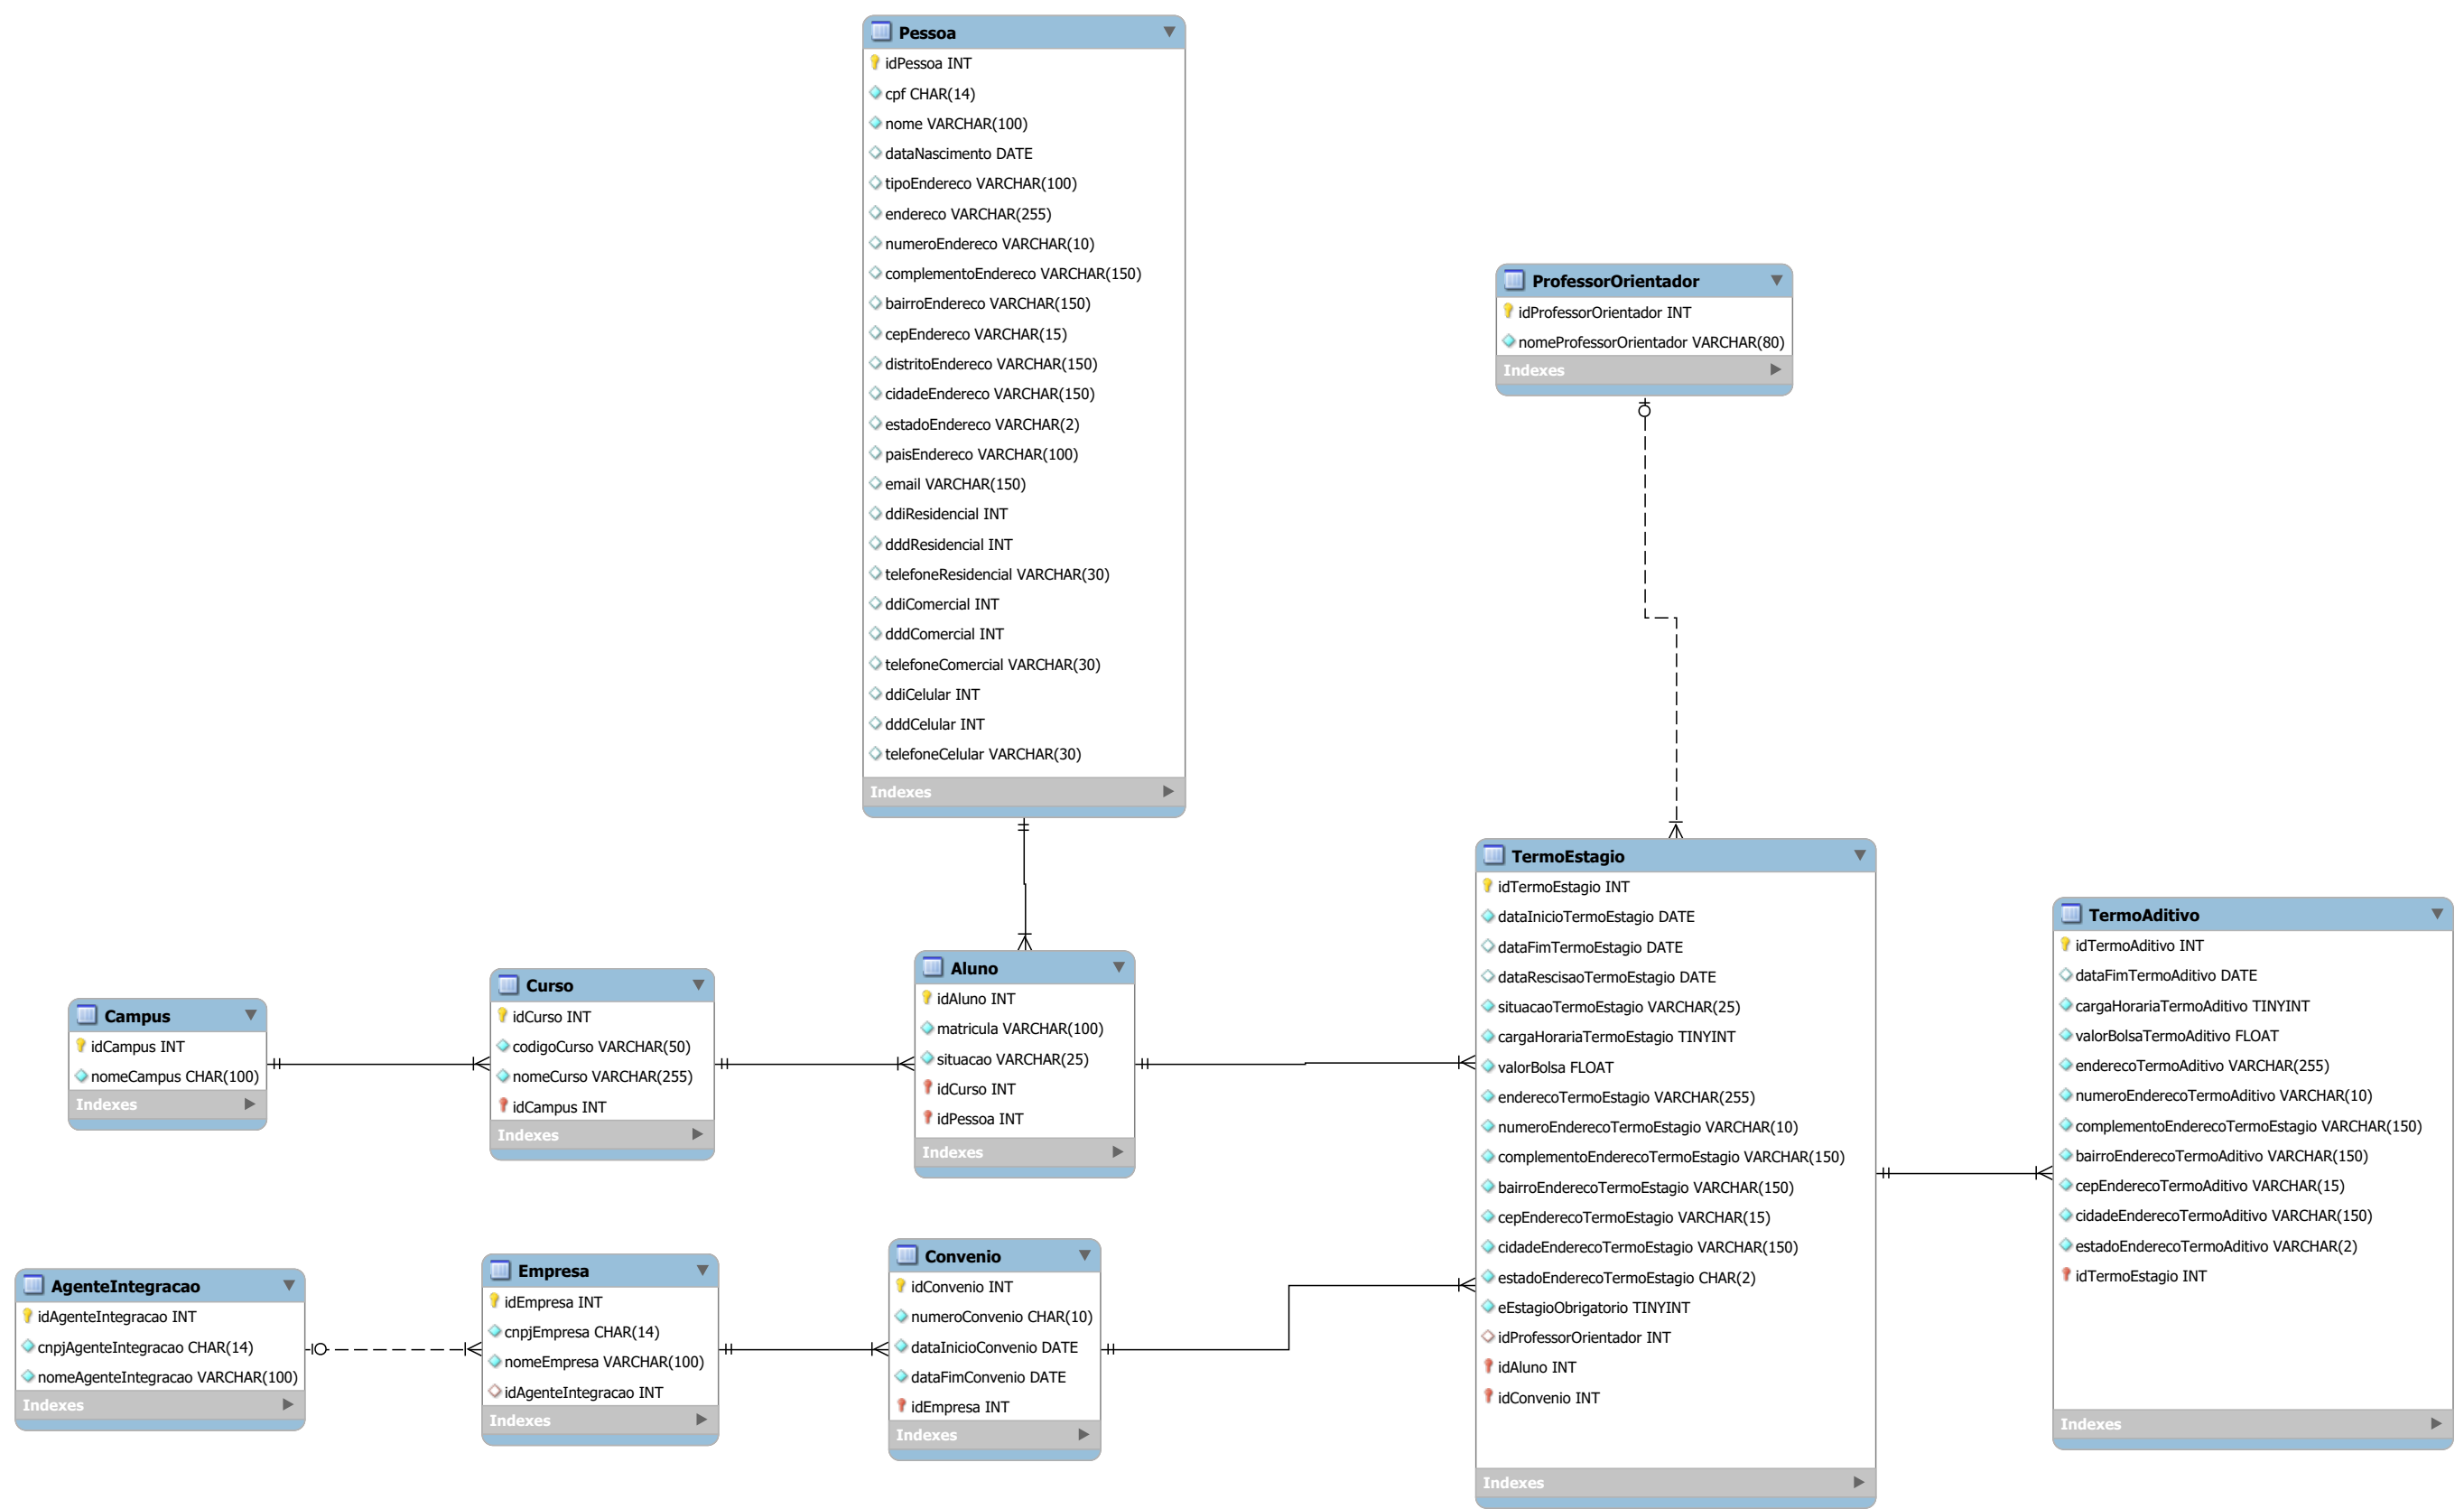 Pessoa
idPessoa INT
cpf CHAR(14)
nome VARCHAR(100)
dataNascimento DATE
tipoEndereco VARCHAR(100)
endereco VARCHAR(255)
numeroEndereco VARCHAR(10)
complementoEndereco VARCHAR(150)
bairroEndereco VARCHAR(150)
cepEndereco VARCHAR(15)
distritoEndereco VARCHAR(150)
cidadeEndereco VARCHAR(150)
estadoEndereco VARCHAR(2)
paisEndereco VARCHAR(100)
email VARCHAR(150)
ddiResidencial INT
dddResidencial INT
telefoneResidencial VARCHAR(30)
ddiComercial INT
dddComercial INT
telefoneComercial VARCHAR(30)
ddiCelular INT
dddCelular INT
telefoneCelular VARCHAR(30)
Indexes
ProfessorOrientador
idProfessorOrientador INT
nomeProfessorOrientador VARCHAR(80)
Indexes
Campus
idCampus INT
nomeCampus CHAR(100)
Indexes
Curso
idCurso INT
codigoCurso VARCHAR(50)
nomeCurso VARCHAR(255)
idCampus INT
Indexes
Aluno
idAluno INT
matricula VARCHAR(100)
situacao VARCHAR(25)
idCurso INT
idPessoa INT
Indexes
TermoEstagio
idTermoEstagio INT
dataInicioTermoEstagio DATE
dataFimTermoEstagio DATE
dataRescisaoTermoEstagio DATE
situacaoTermoEstagio VARCHAR(25)
cargaHorariaTermoEstagio TINYINT
valorBolsa FLOAT
enderecoTermoEstagio VARCHAR(255)
numeroEnderecoTermoEstagio VARCHAR(10)
complementoEnderecoTermoEstagio VARCHAR(150)
bairroEnderecoTermoEstagio VARCHAR(150)
cepEnderecoTermoEstagio VARCHAR(15)
cidadeEnderecoTermoEstagio VARCHAR(150)
estadoEnderecoTermoEstagio CHAR(2)
eEstagioObrigatorio TINYINT
idProfessorOrientador INT
idAluno INT
idConvenio INT
Indexes
TermoAditivo
idTermoAditivo INT
dataFimTermoAditivo DATE
cargaHorariaTermoAditivo TINYINT
valorBolsaTermoAditivo FLOAT
enderecoTermoAditivo VARCHAR(255)
numeroEnderecoTermoAditivo VARCHAR(10)
complementoEnderecoTermoEstagio VARCHAR(150)
bairroEnderecoTermoAditivo VARCHAR(150)
cepEnderecoTermoAditivo VARCHAR(15)
cidadeEnderecoTermoAditivo VARCHAR(150)
estadoEnderecoTermoAditivo VARCHAR(2)
idTermoEstagio INT
Indexes
AgenteIntegracao
idAgenteIntegracao INT
cnpjAgenteIntegracao CHAR(14)
nomeAgenteIntegracao VARCHAR(100)
Indexes
Empresa
idEmpresa INT
cnpjEmpresa CHAR(14)
nomeEmpresa VARCHAR(100)
idAgenteIntegracao INT
Indexes
Convenio
idConvenio INT
numeroConvenio CHAR(10)
dataInicioConvenio DATE
dataFimConvenio DATE
idEmpresa INT
Indexes